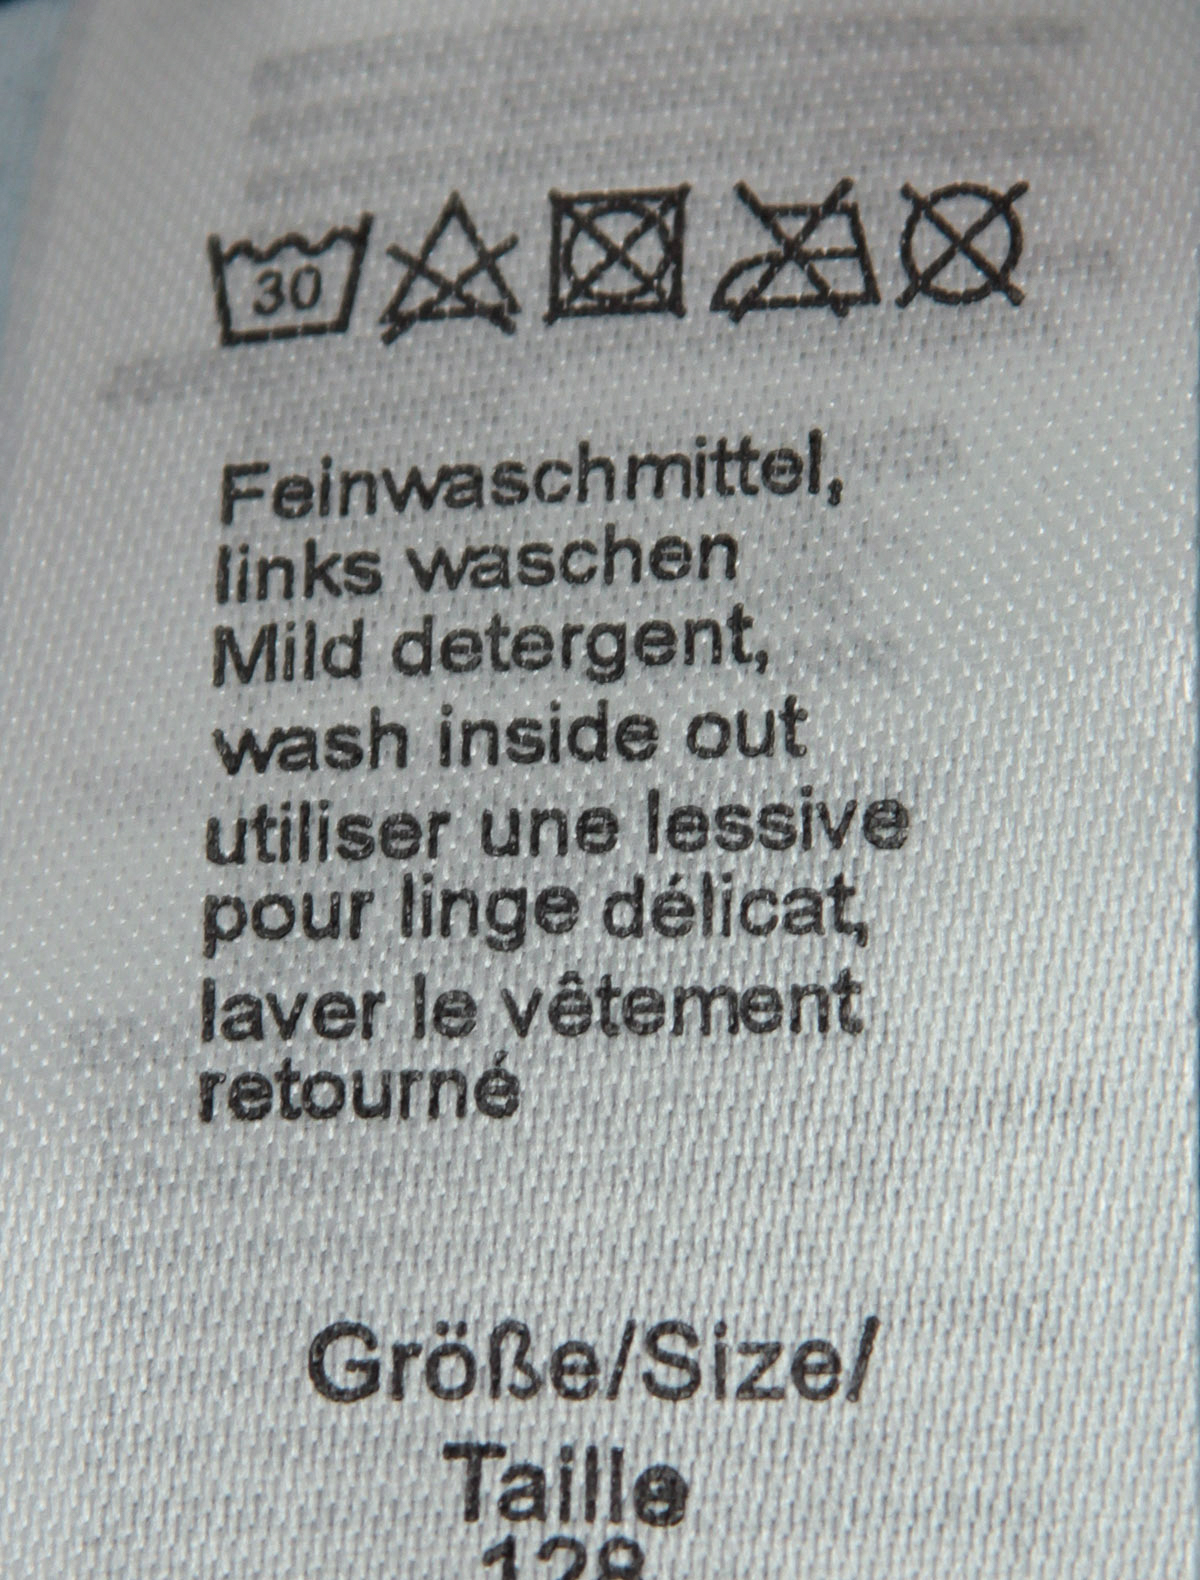 30
Feinwaschmittel,
links waschen
Mild detergent,
wash inside out
utiliser une lessive
pour linge délicat,
laver le vêtement
retourné
Größe/Size/
Taille
128